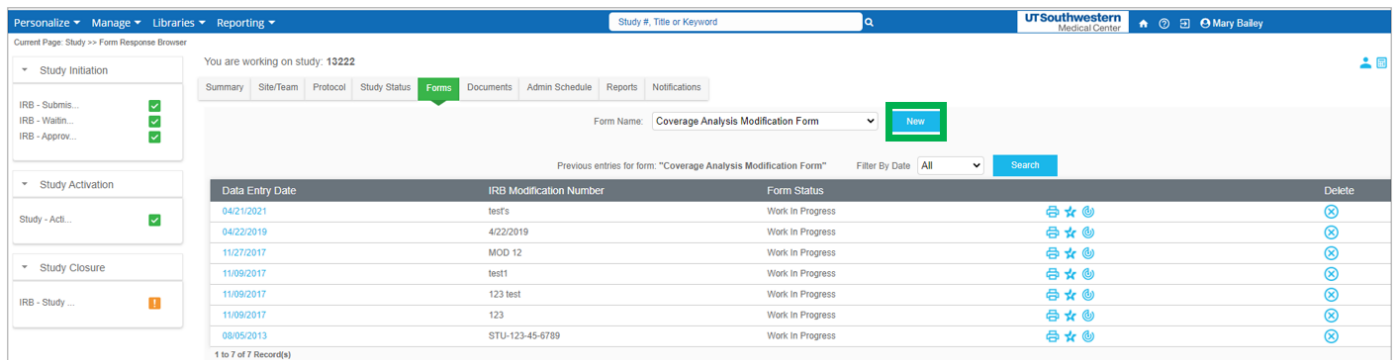 Personalize Manage Libraries Reporting Study #, Title or Keyword UTSouthwestern Medical Center Mary Bailey
Current Page: Study >> Form Response Browser
Study Initiation
IRB - Submis...
IRB - Waitin...
IRB - Approv...
Study Activation
Study - Acti...
Study Closure
IRB - Study ...
You are working on study: 13222
Summary Site/Team Protocol Study Status Forms Documents Admin Schedule Reports Notifications
Form Name: Coverage Analysis Modification Form New
Previous entries for form: "Coverage Analysis Modification Form" Filter By Date All Search
Data Entry Date IRB Modification Number Form Status Delete
04/21/2021 test's Work In Progress
04/22/2019 4/22/2019 Work In Progress
11/27/2017 MOD 12 Work In Progress
11/09/2017 test1 Work In Progress
11/09/2017 123 test Work In Progress
11/09/2017 123 Work In Progress
08/05/2013 STU-123-45-6789 Work In Progress
1 to 7 of 7 Record(s)